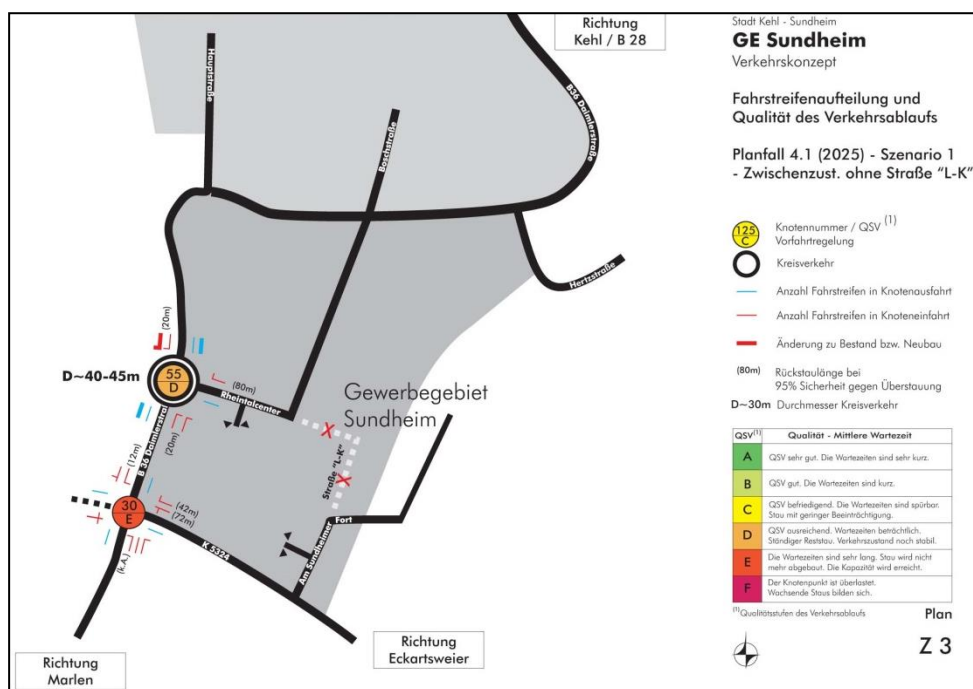 Richtung
Kehl / B 28
Hauptstraße
Boschstraße
B36 Daimlerstraße
Hertzstraße
(20m)
D~40-45m
55
D
(80m)
Rheintalcenter
Gewerbegebiet
Sundheim
B 36 Daimlerstraße
(20m)
(12m)
Straße "L-K"
30
E
(42m)
(72m)
Fort
K 5324
Am Sundheimer
(k.A.)
Richtung
Marlen
Richtung
Eckartsweier
Stadt Kehl - Sundheim
GE Sundheim
Verkehrskonzept
Fahrstreifenaufteilung und
Qualität des Verkehrsablaufs
Planfall 4.1 (2025) - Szenario 1
- Zwischenzust. ohne Straße "L-K"
125
C
Knotennummer / QSV (1)
Vorfahrtregelung
Kreisverkehr
Anzahl Fahrstreifen in Knotenausfahrt
Anzahl Fahrstreifen in Knoteneinfahrt
Änderung zu Bestand bzw. Neubau
(80m) Rückstaulänge bei
95% Sicherheit gegen Überstauung
D~30m Durchmesser Kreisverkehr
QSV(1) Qualität - Mittlere Wartezeit
A QSV sehr gut. Die Wartezeiten sind sehr kurz.
B QSV gut. Die Wartezeiten sind kurz.
C QSV befriedigend. Die Wartezeiten sind spürbar.
Stau mit geringer Beeinträchtigung.
D QSV ausreichend. Wartezeiten beträchtlich.
Ständiger Reststau. Verkehrszustand noch stabil.
E Die Wartezeiten sind sehr lang. Stau wird nicht
mehr abgebaut. Die Kapazität wird erreicht.
F Der Knotenpunkt ist überlastet.
Wachsende Staus bilden sich.
(1)Qualitätsstufen des Verkehrsablaufs
Plan
Z 3